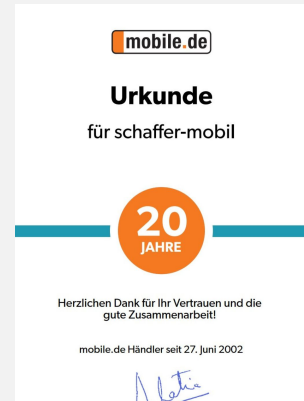 mobile.de
Urkunde
für schaffer-mobil
20
JAHRE
Herzlichen Dank für Ihr Vertrauen und die
gute Zusammenarbeit!
mobile.de Händler seit 27. Juni 2002